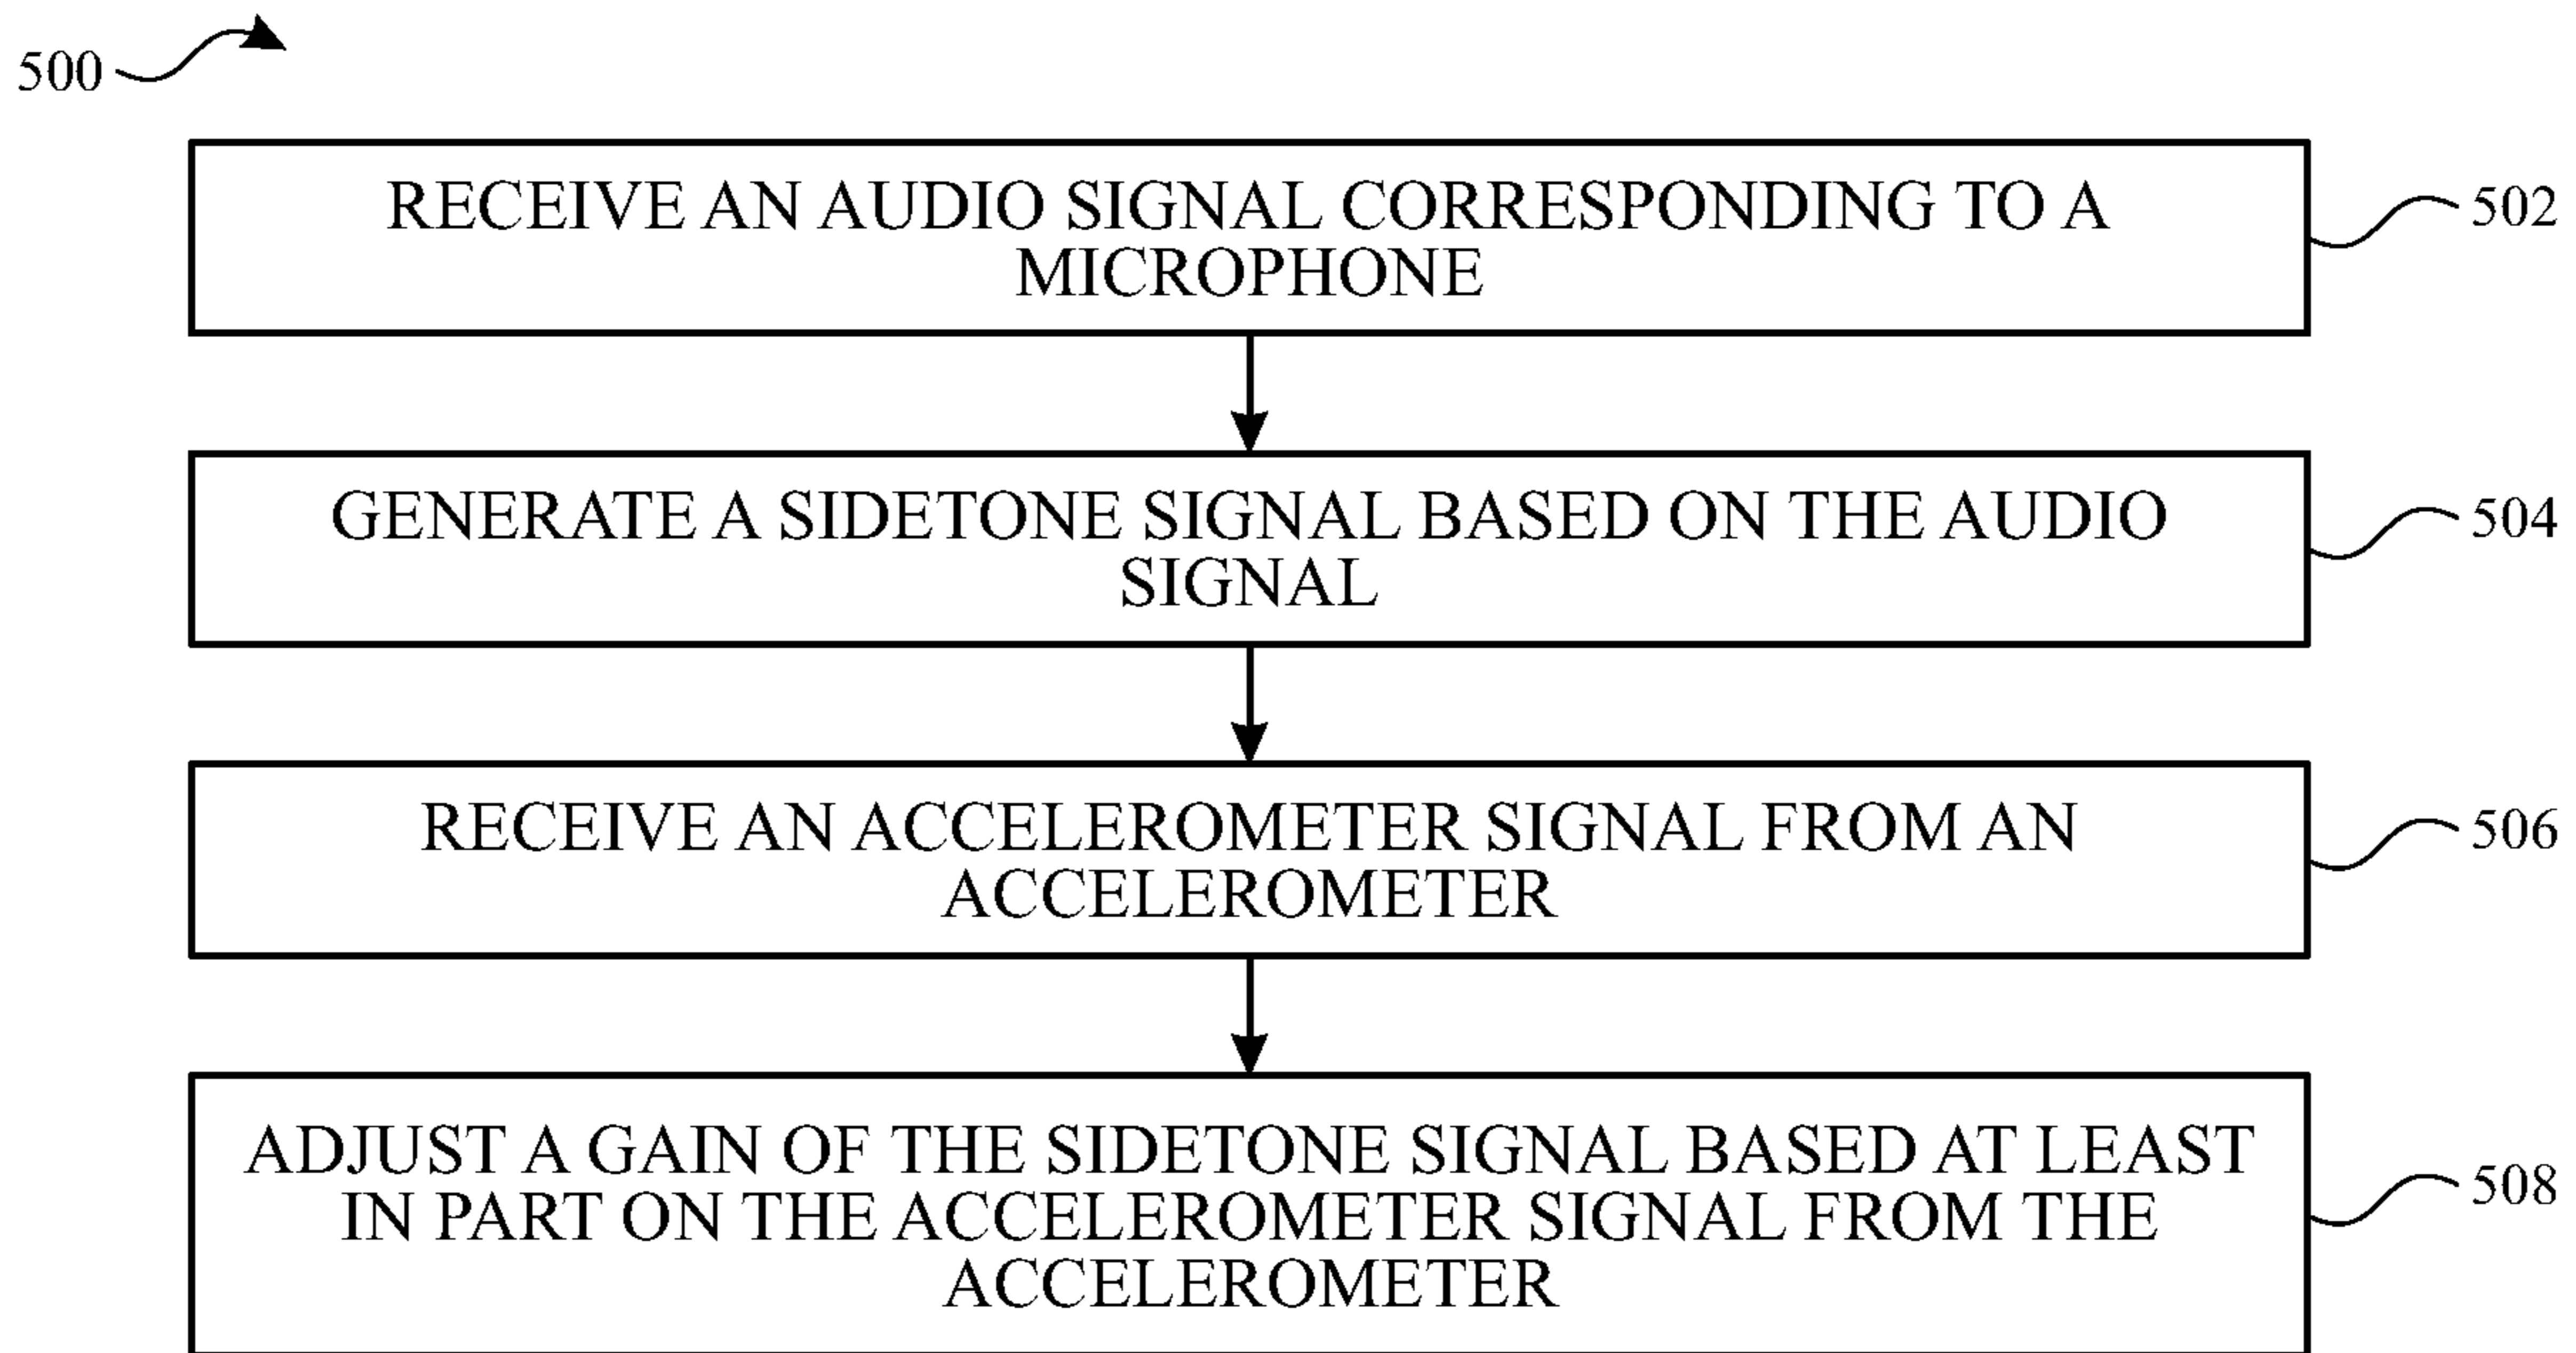 500
RECEIVE AN AUDIO SIGNAL CORRESPONDING TO A
MICROPHONE
502
GENERATE A SIDETONE SIGNAL BASED ON THE AUDIO
SIGNAL
504
RECEIVE AN ACCELEROMETER SIGNAL FROM AN
ACCELEROMETER
506
ADJUST A GAIN OF THE SIDETONE SIGNAL BASED AT LEAST
IN PART ON THE ACCELEROMETER SIGNAL FROM THE
ACCELEROMETER
508